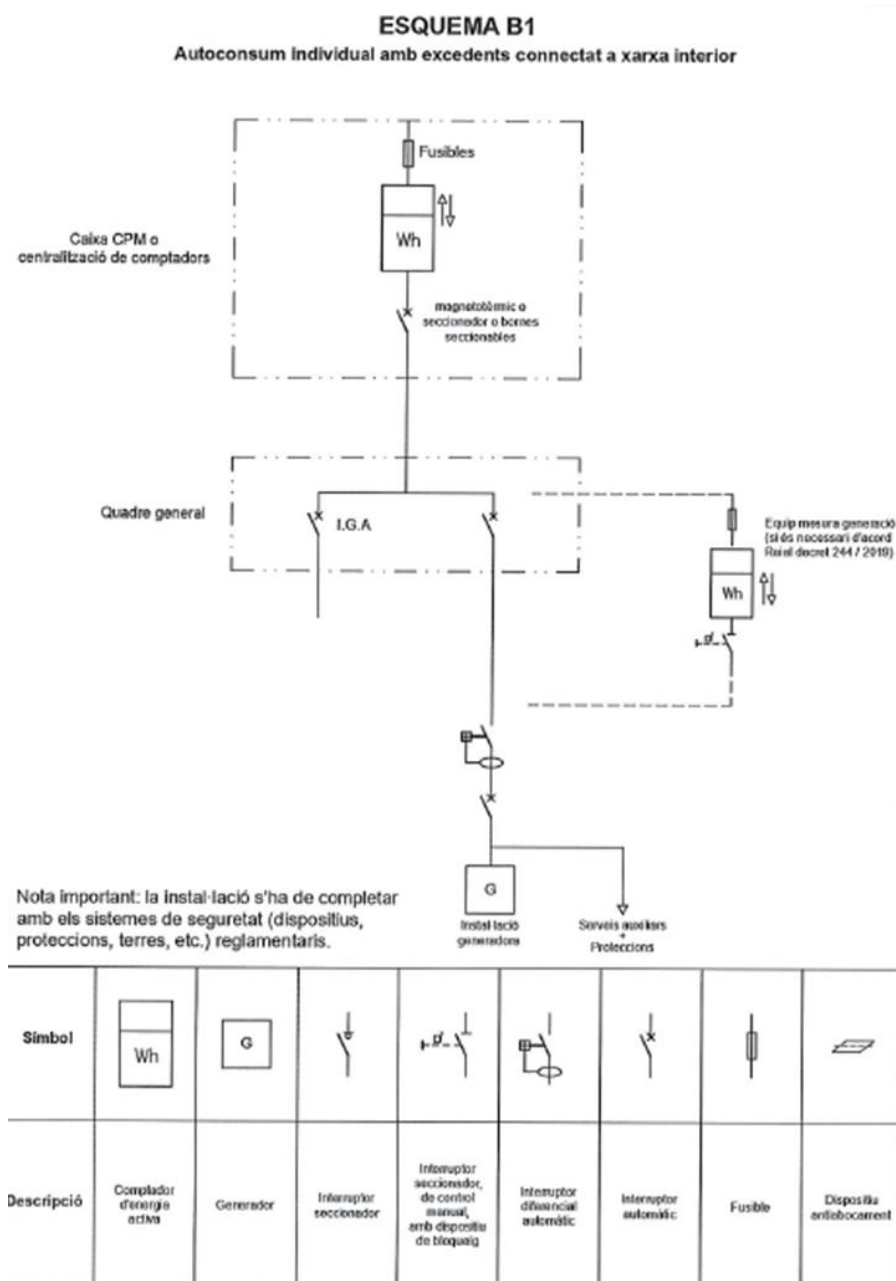 ESQUEMA B1
Autoconsum individual amb excedents connectat a xarxa interior
Fusibles
Wh
Caixa CPM o
centralització de comptadors
magnetotèrmic o
seccionador o bornes
seccionables
Quadre general
I.G.A
Equip mesura generació
(si és necessari d'acord
Reial decret 244 / 2019)
Wh
G
Instal·lació
generadora
Serveis auxiliars
+
Proteccions
Nota important: la instal·lació s'ha de completar
amb els sistemes de seguretat (dispositius,
proteccions, terres, etc.) reglamentaris.
Símbol
Wh
G
Descripció
Comptador
d'energia
activa
Generador
Interruptor
seccionador
Interruptor
seccionador,
de control
manual,
amb dispositiu
de bloqueig
Interruptor
diferencial
automàtic
Interruptor
automàtic
Fusible
Dispositiu
antiabocament